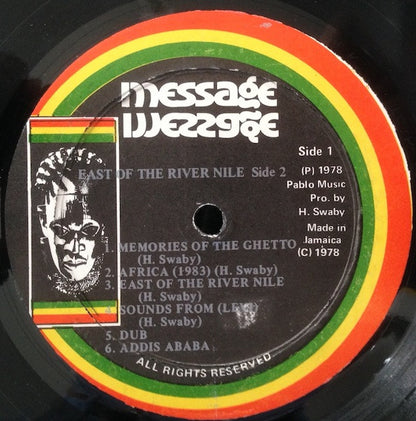 message
message
Side 1
EAST OF THE RIVER NILE Side 2
(P) 1978
Pablo Music
Pro. by
H. Swaby
Made in
Jamaica
(C) 1978
1. MEMORIES OF THE GHETTO
(H. Swaby)
2. AFRICA (1983) (H. Swaby)
3. EAST OF THE RIVER NILE
(H. Swaby)
4. SOUNDS FROM
(H. Swaby)
5. DUB
6. ADDIS ABABA
ALL RIGHTS RESERVED